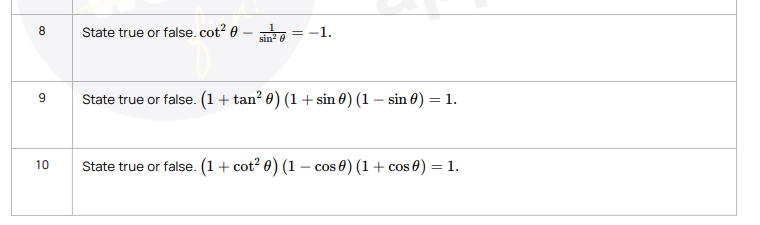 8 State true or false. cot² θ − 1/sin² θ = −1.
9 State true or false. (1 + tan² θ) (1 + sin θ) (1 − sin θ) = 1.
10 State true or false. (1 + cot² θ) (1 − cos θ) (1 + cos θ) = 1.